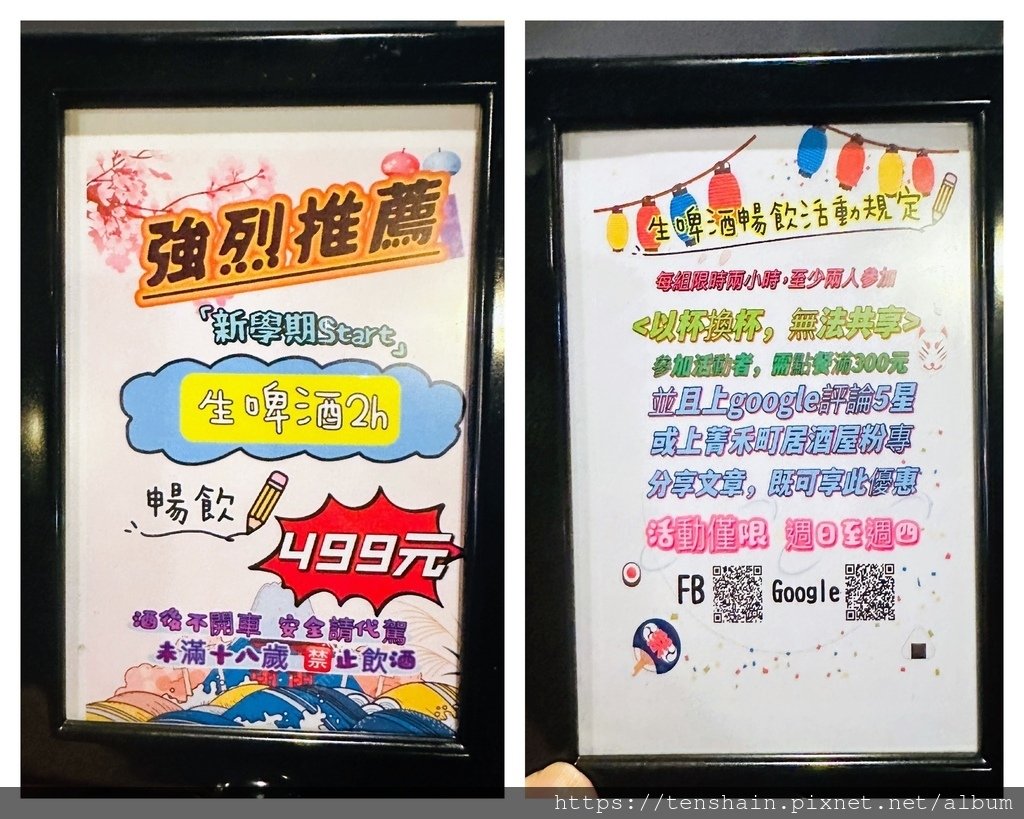 強烈推薦
「新學期Start」
生啤酒2h
暢飲
499元
酒後不開車 安全請代駕
未滿十八歲 禁止飲酒
生啤酒暢飲活動規定
每組限時兩小時，至少兩人參加
<以杯換杯，無法共享>
參加活動者，需點餐滿300元
並且上google評論5星
或上菁禾町居酒屋粉專
分享文章，既可享此優惠
活動僅限 週日至週四
FB Google
https://tenshain.pixnet.net/album